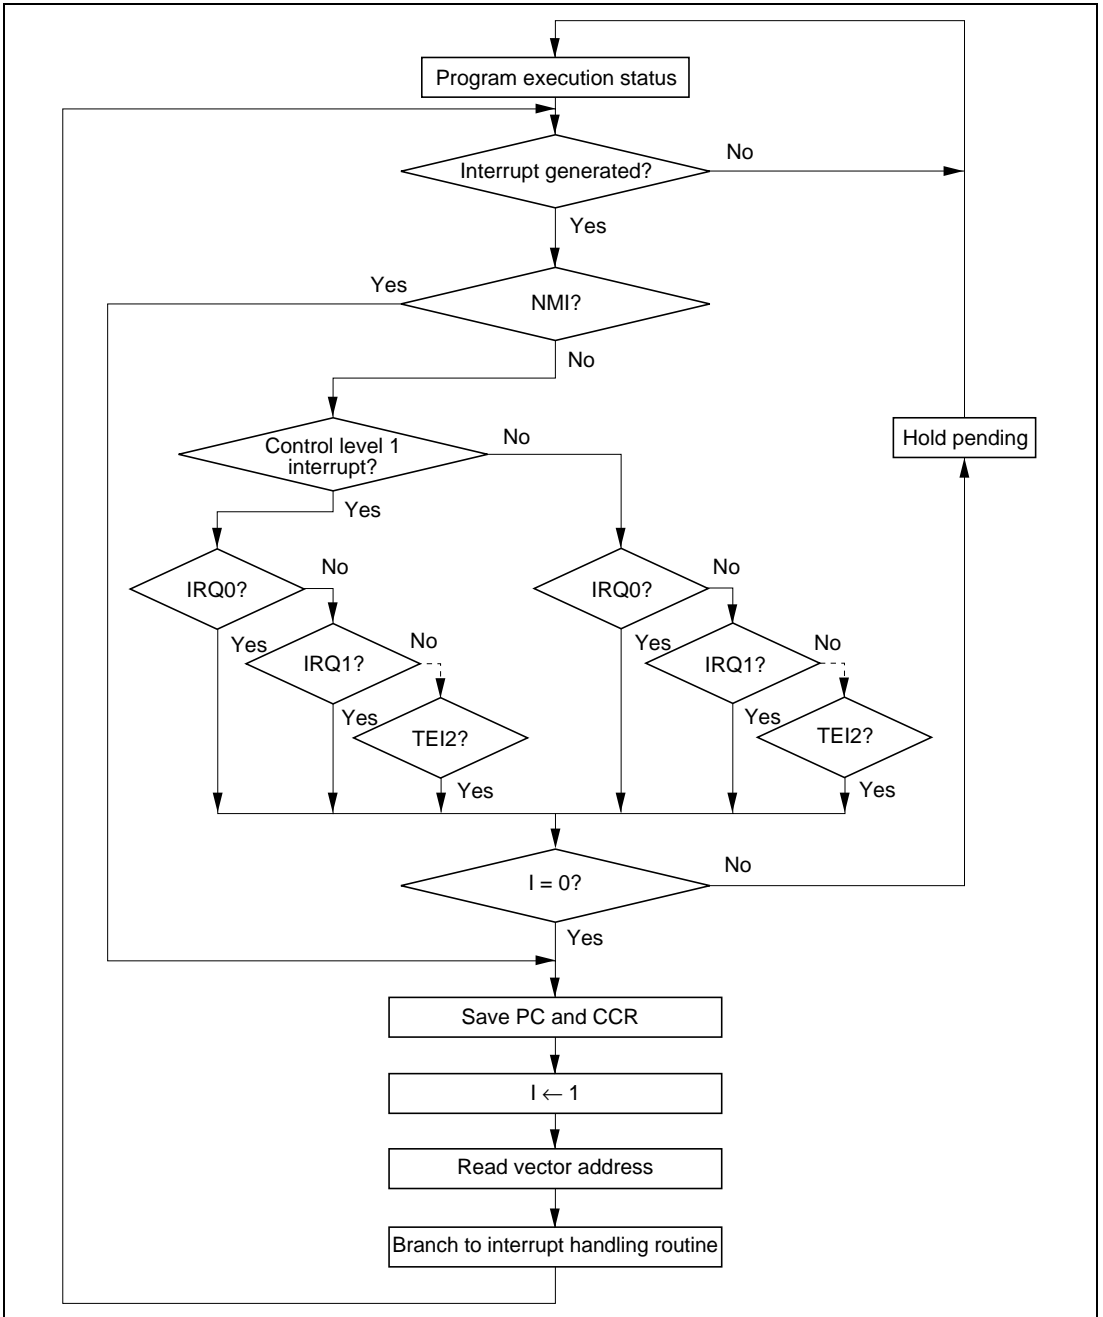 Program execution status
Interrupt generated?
No
Yes
Yes
NMI?
No
Control level 1
interrupt?
No
Hold pending
Yes
IRQ0?
No
IRQ0?
No
Yes
IRQ1?
No
Yes
IRQ1?
No
Yes
TEI2?
Yes
TEI2?
Yes
Yes
I = 0?
No
Yes
Save PC and CCR
I ← 1
Read vector address
Branch to interrupt handling routine